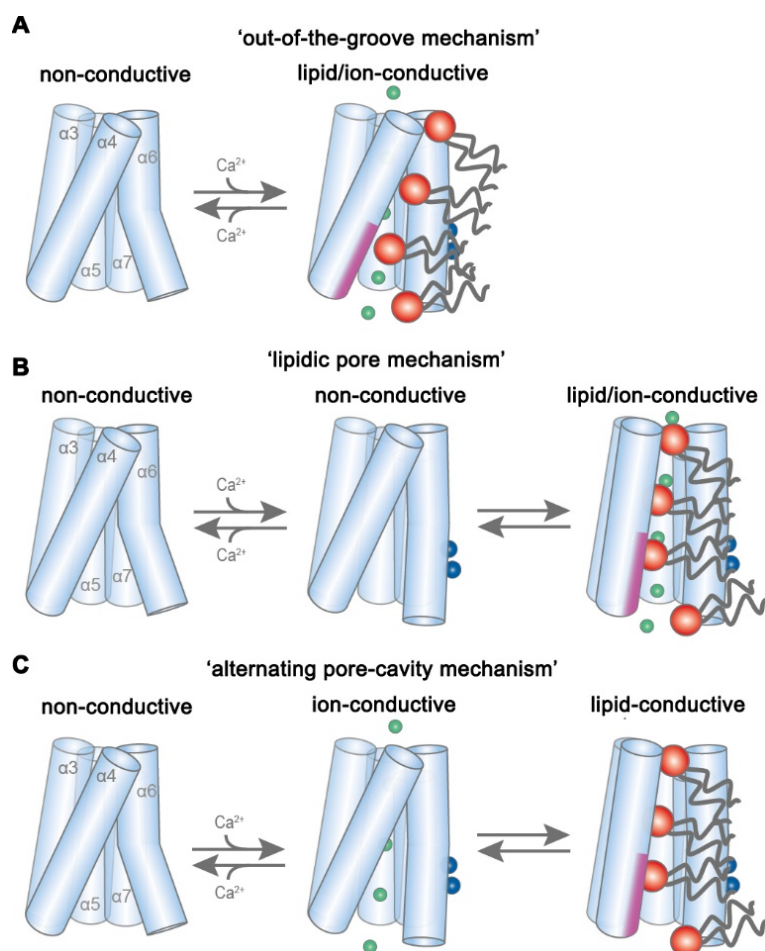 A
'out-of-the-groove mechanism'
non-conductive
lipid/ion-conductive
α3
α4
α6
α5
α7
Ca²⁺
Ca²⁺
B
'lipidic pore mechanism'
non-conductive
non-conductive
lipid/ion-conductive
α3
α4
α6
α5
α7
Ca²⁺
Ca²⁺
C
'alternating pore-cavity mechanism'
non-conductive
ion-conductive
lipid-conductive
α3
α4
α6
α5
α7
Ca²⁺
Ca²⁺